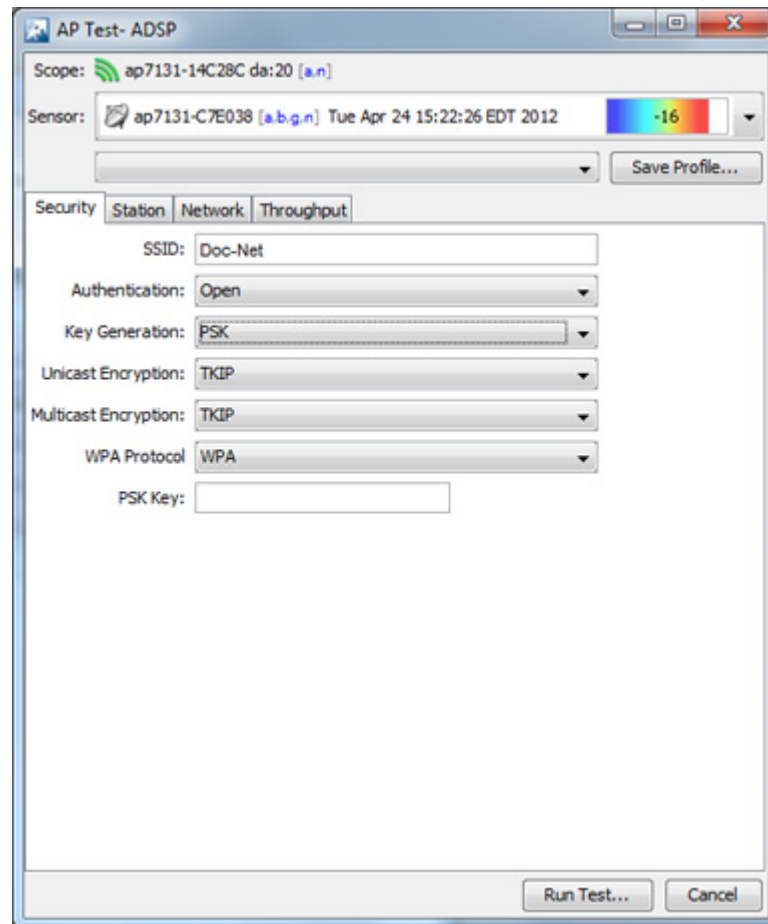 AP Test- ADSP
Scope: ap7131-14C28C da:20 [a.n]
Sensor: ap7131-C7E038 [a.b.g.n] Tue Apr 24 15:22:26 EDT 2012 -16
Save Profile...
Security Station Network Throughput
SSID: Doc-Net
Authentication: Open
Key Generation: PSK
Unicast Encryption: TKIP
Multicast Encryption: TKIP
WPA Protocol WPA
PSK Key:
Run Test... Cancel